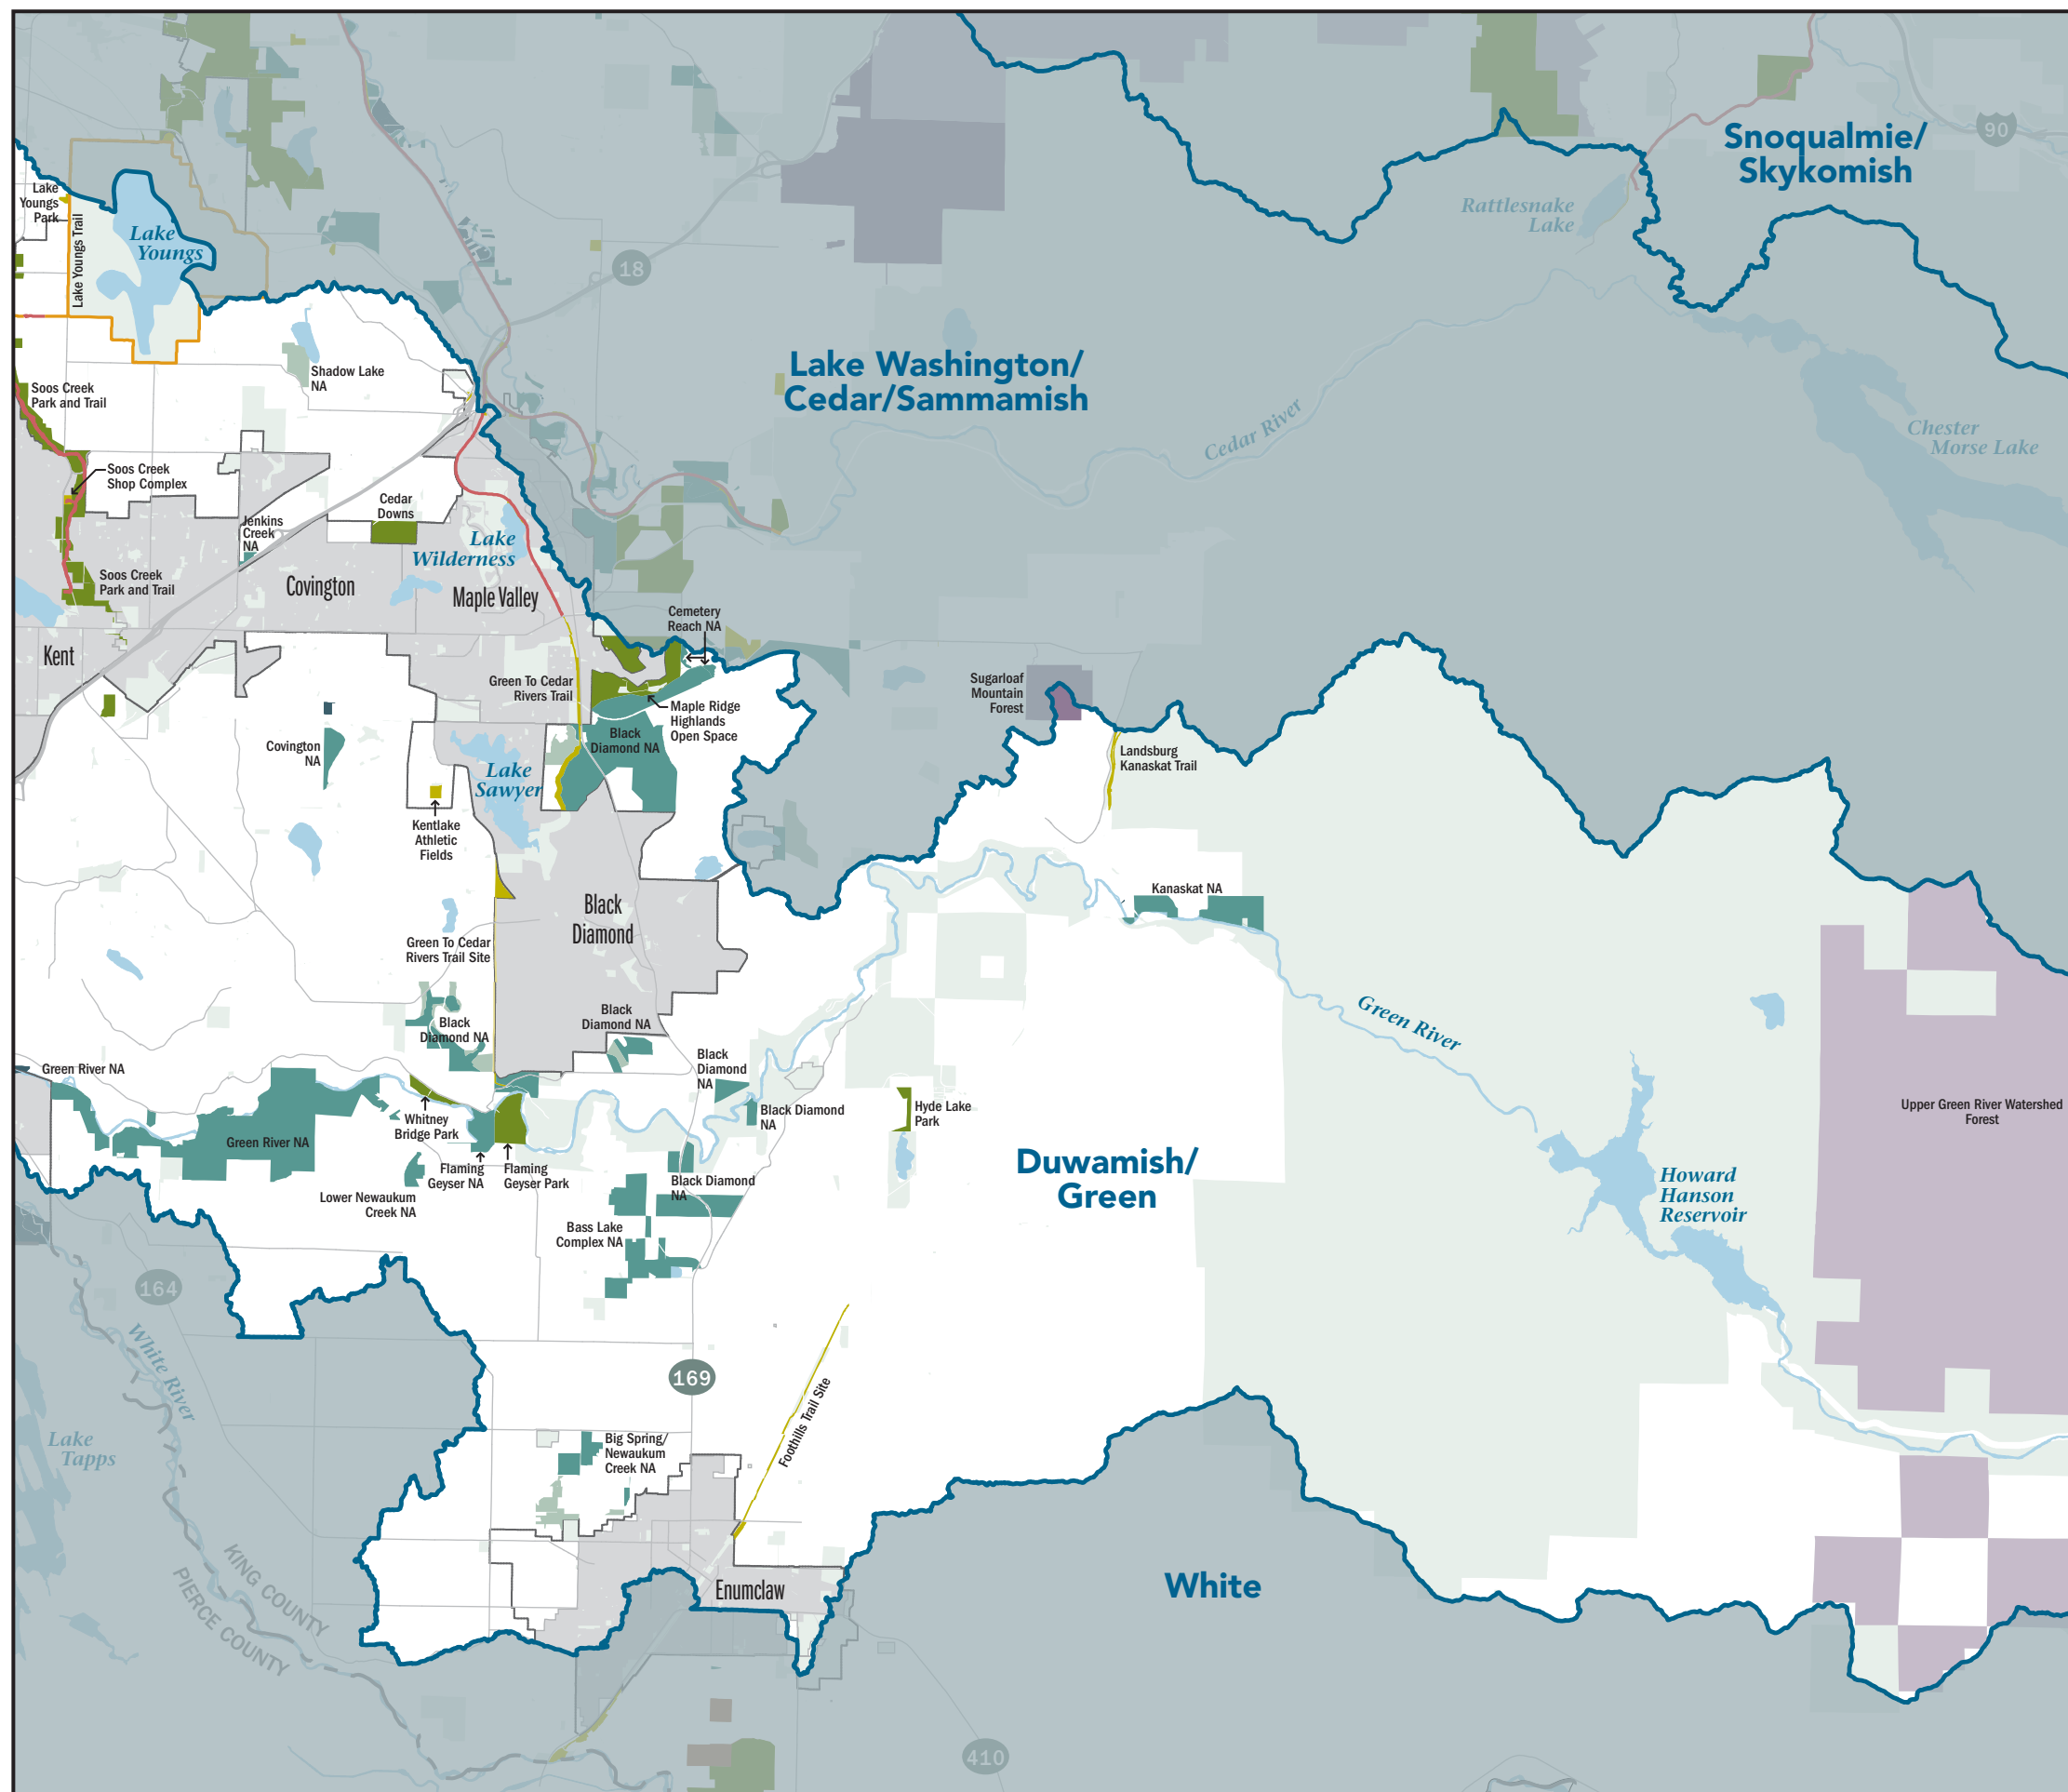 Snoqualmie/
Skykomish
90
Rattlesnake
Lake
Lake
Youngs
Park
Lake Youngs Trail
Lake
Youngs
18
Lake Washington/
Cedar/Sammamish
Shadow Lake
NA
Soos Creek
Park and Trail
Cedar River
Chester
Morse Lake
Soos Creek
Shop Complex
Cedar
Downs
Jenkins
Creek
NA
Lake
Wilderness
Soos Creek
Park and Trail
Covington
Maple Valley
Cemetery
Reach NA
Kent
Green To Cedar
Rivers Trail
Sugarloaf
Mountain
Forest
Maple Ridge
Highlands
Open Space
Black
Diamond NA
Covington
NA
Landsburg
Kanaskat Trail
Lake
Sawyer
Kentlake
Athletic
Fields
Kanaskat NA
Black
Diamond
Green To Cedar
Rivers Trail Site
Green River
Black
Diamond NA
Black
Diamond NA
Black
Diamond
NA
Green River NA
Upper Green River Watershed
Forest
Black Diamond
NA
Hyde Lake
Park
Whitney
Bridge Park
Green River NA
Duwamish/
Green
Flaming
Geyser NA
Flaming
Geyser Park
Black Diamond
NA
Howard
Hanson
Reservoir
Lower Newaukum
Creek NA
Bass Lake
Complex NA
164
White River
169
Foothills Trail Site
Lake
Tapps
Big Spring/
Newaukum
Creek NA
KING COUNTY
PIERCE COUNTY
Enumclaw
White
410